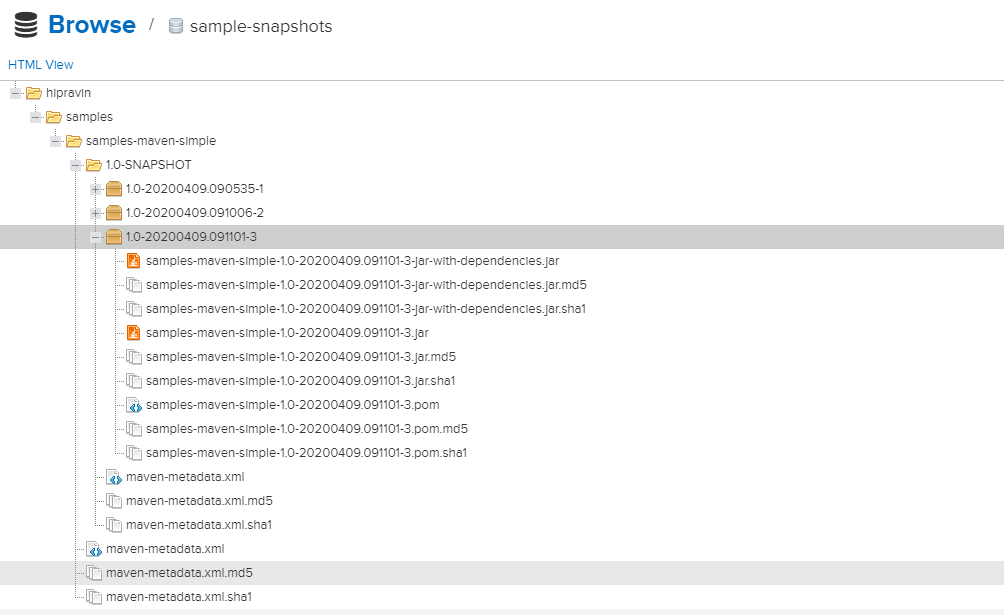 Browse / sample-snapshots
HTML View
hipravin
samples
samples-maven-simple
1.0-SNAPSHOT
1.0-20200409.090535-1
1.0-20200409.091006-2
1.0-20200409.091101-3
samples-maven-simple-1.0-20200409.091101-3-jar-with-dependencies.jar
samples-maven-simple-1.0-20200409.091101-3-jar-with-dependencies.jar.md5
samples-maven-simple-1.0-20200409.091101-3-jar-with-dependencies.jar.sha1
samples-maven-simple-1.0-20200409.091101-3.jar
samples-maven-simple-1.0-20200409.091101-3.jar.md5
samples-maven-simple-1.0-20200409.091101-3.jar.sha1
samples-maven-simple-1.0-20200409.091101-3.pom
samples-maven-simple-1.0-20200409.091101-3.pom.md5
samples-maven-simple-1.0-20200409.091101-3.pom.sha1
maven-metadata.xml
maven-metadata.xml.md5
maven-metadata.xml.sha1
maven-metadata.xml
maven-metadata.xml.md5
maven-metadata.xml.sha1